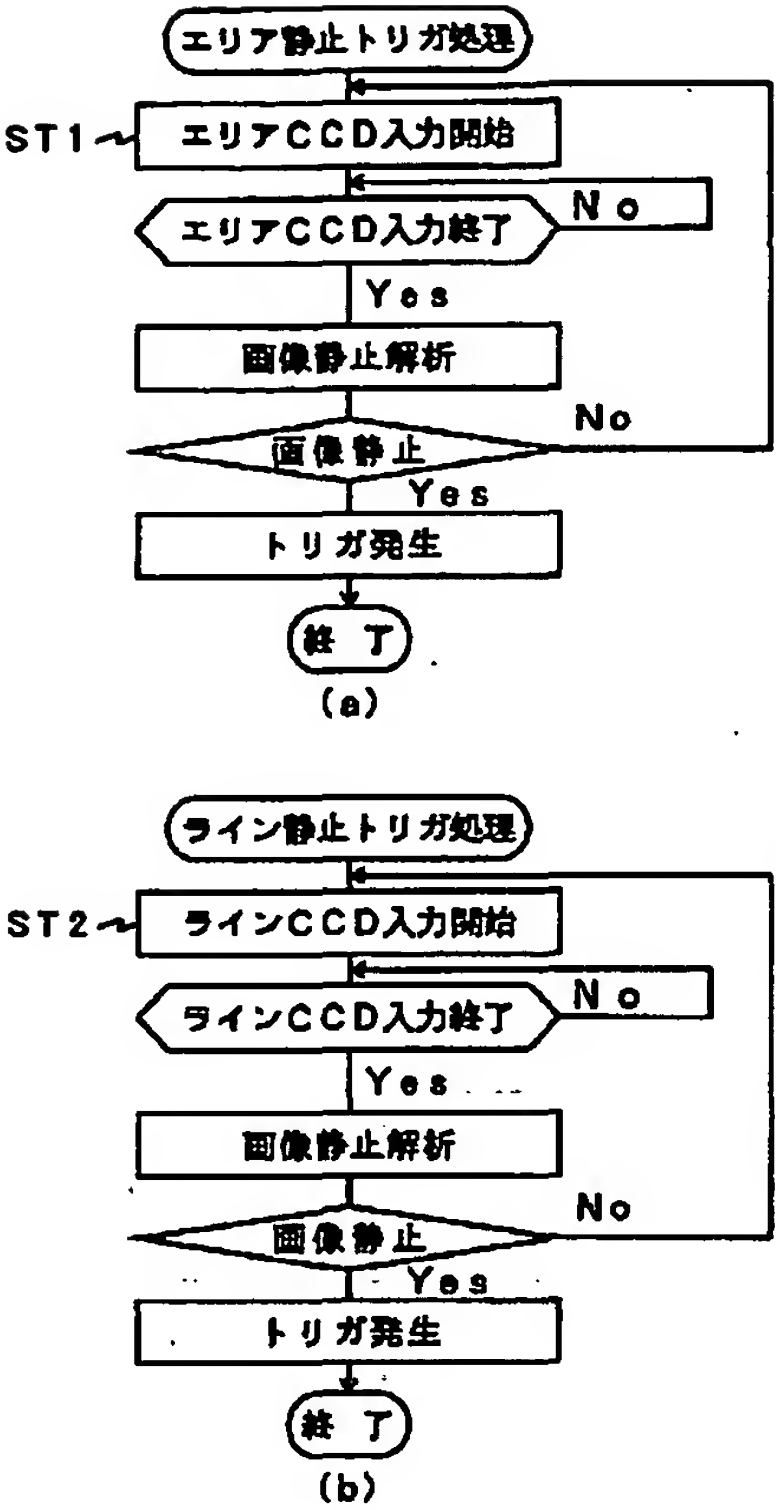 エリア静止トリガ処理
ST1 エリアCCD入力開始
エリアCCD入力終了 No
Yes
画像静止解析
画像静止 No
Yes
トリガ発生
終了
(a)
ライン静止トリガ処理
ST2 ラインCCD入力開始
ラインCCD入力終了 No
Yes
画像静止解析
画像静止 No
Yes
トリガ発生
終了
(b)